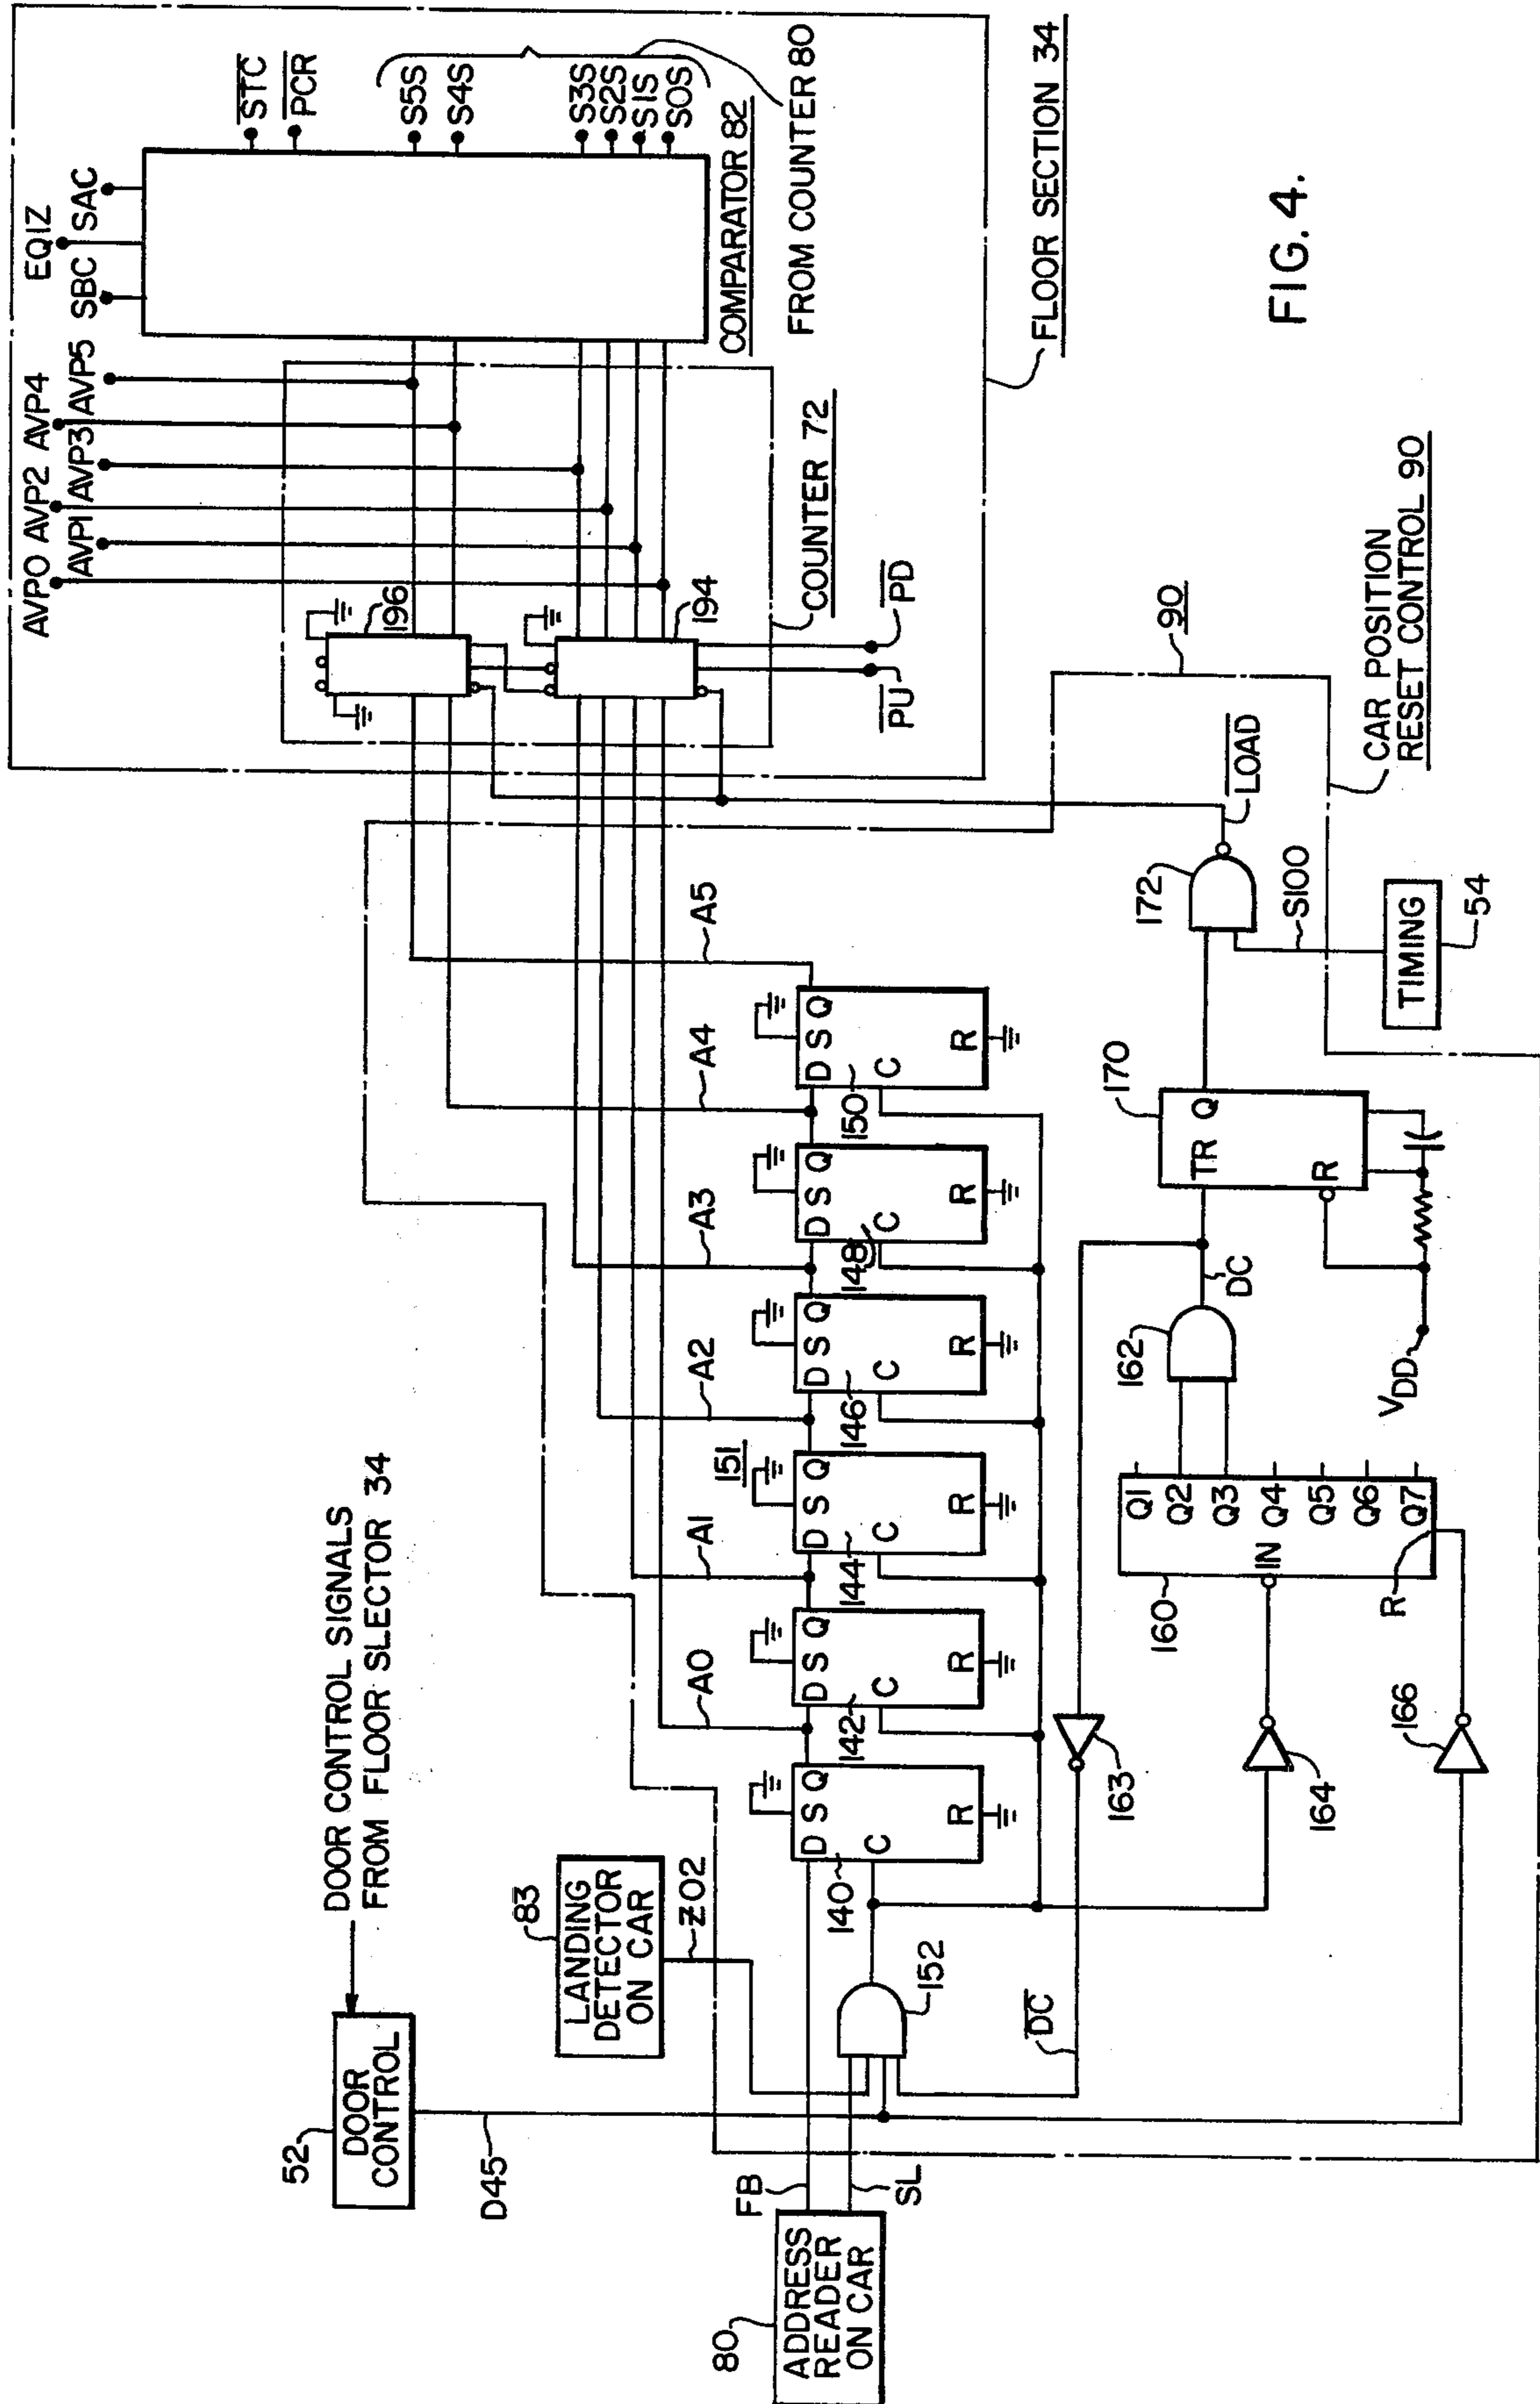 DOOR CONTROL SIGNALS
FROM FLOOR SLECTOR 34
52
DOOR
CONTROL
D45
83
LANDING
DETECTOR
ON CAR
Z02
80
ADDRESS
READER
ON CAR
FB
SL
152
DC
140
D S Q
C
R
142
D S Q
C
R
144
D S Q
C
R
151
146
D S Q
C
R
148
D S Q
C
R
150
D S Q
C
R
A0
A1
A2
A3
A4
A5
163
164
166
160
IN
R
Q1
Q2
Q3
Q4
Q5
Q6
Q7
162
DC
170
TR Q
R
VDD
172
S100
TIMING
54
LOAD
CAR POSITION
RESET CONTROL 90
90
PU
PD
194
196
COUNTER 72
AVP0 AVP2 AVP4
AVP1 AVP3 AVP5
EQ1Z
SBC SAC
STC
PCR
S5S
S4S
S3S
S2S
S1S
S0S
FROM COUNTER 80
COMPARATOR 82
FLOOR SECTION 34
FIG. 4.